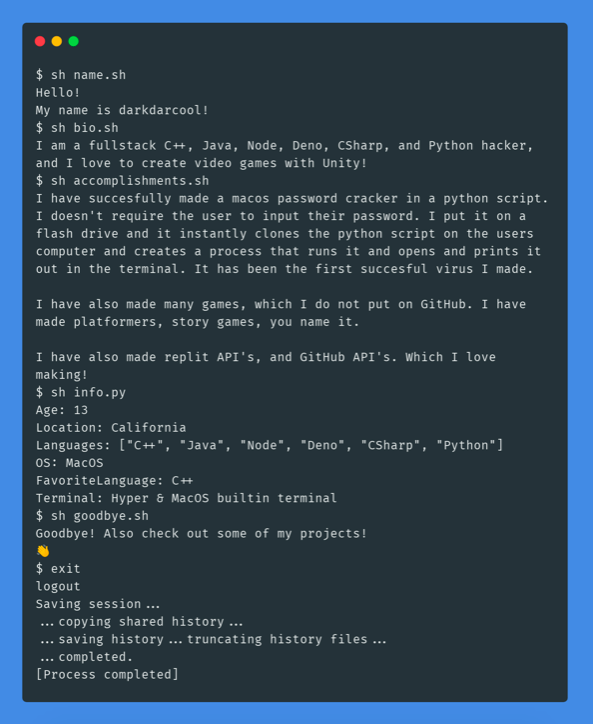 $ sh name.sh
Hello!
My name is darkdarcool!
$ sh bio.sh
I am a fullstack C++, Java, Node, Deno, CSharp, and Python hacker,
and I love to create video games with Unity!
$ sh accomplishments.sh
I have succesfully made a macos password cracker in a python script.
I doesn't require the user to input their password. I put it on a
flash drive and it instantly clones the python script on the users
computer and creates a process that runs it and opens and prints it
out in the terminal. It has been the first succesful virus I made.
I have also made many games, which I do not put on GitHub. I have
made platformers, story games, you name it.
I have also made replit API's, and GitHub API's. Which I love
making!
$ sh info.py
Age: 13
Location: California
Languages: ["C++", "Java", "Node", "Deno", "CSharp", "Python"]
OS: MacOS
FavoriteLanguage: C++
Terminal: Hyper & MacOS builtin terminal
$ sh goodbye.sh
Goodbye! Also check out some of my projects!
👋
$ exit
logout
Saving session...
...copying shared history...
...saving history...truncating history files...
...completed.
[Process completed]